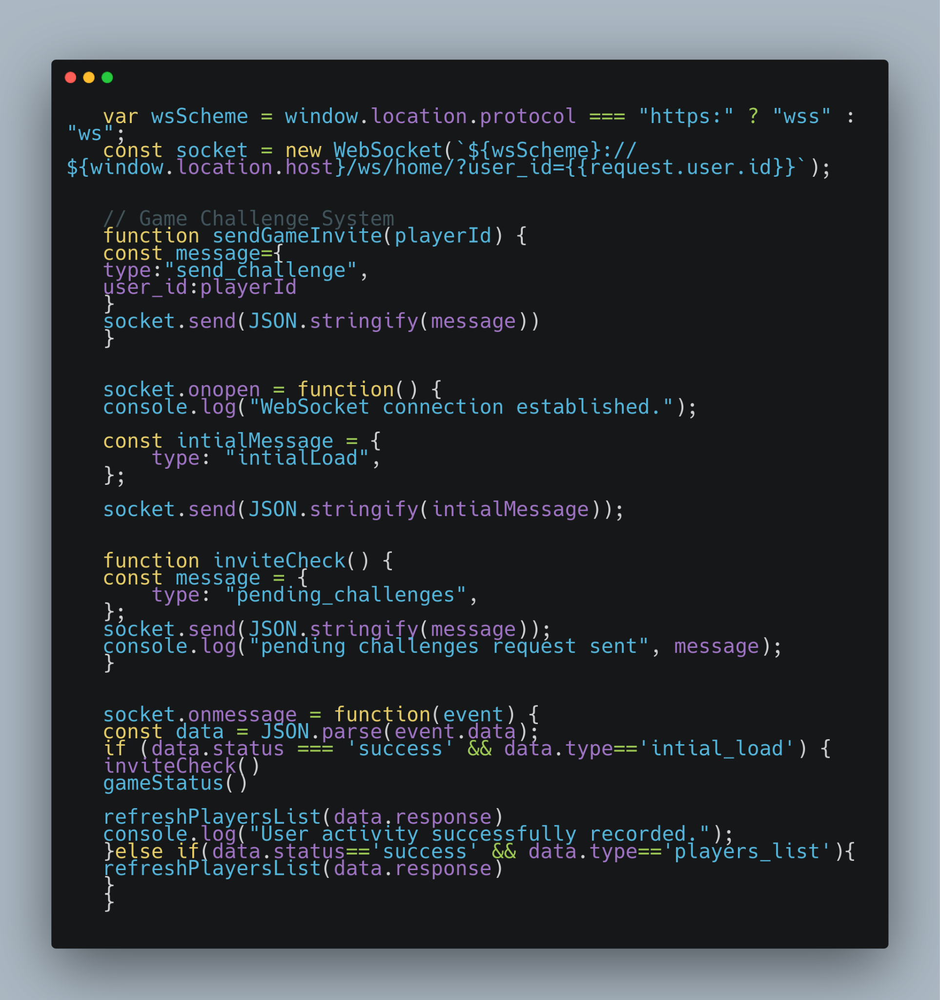 var wsScheme = window.location.protocol === "https:" ? "wss" :
"ws";
const socket = new WebSocket(`${wsScheme}://
${window.location.host}/ws/home/?user_id={{request.user.id}}`);
// Game Challenge System
function sendGameInvite(playerId) {
const message={
type:"send_challenge",
user_id:playerId
}
socket.send(JSON.stringify(message))
}
socket.onopen = function() {
console.log("WebSocket connection established.");
const intialMessage = {
type: "intialLoad",
};
socket.send(JSON.stringify(intialMessage));
function inviteCheck() {
const message = {
type: "pending_challenges",
};
socket.send(JSON.stringify(message));
console.log("pending challenges request sent", message);
}
socket.onmessage = function(event) {
const data = JSON.parse(event.data);
if (data.status === 'success' && data.type=='intial_load') {
inviteCheck()
gameStatus()
refreshPlayersList(data.response)
console.log("User activity successfully recorded.");
}else if(data.status=='success' && data.type=='players_list'){
refreshPlayersList(data.response)
}
}